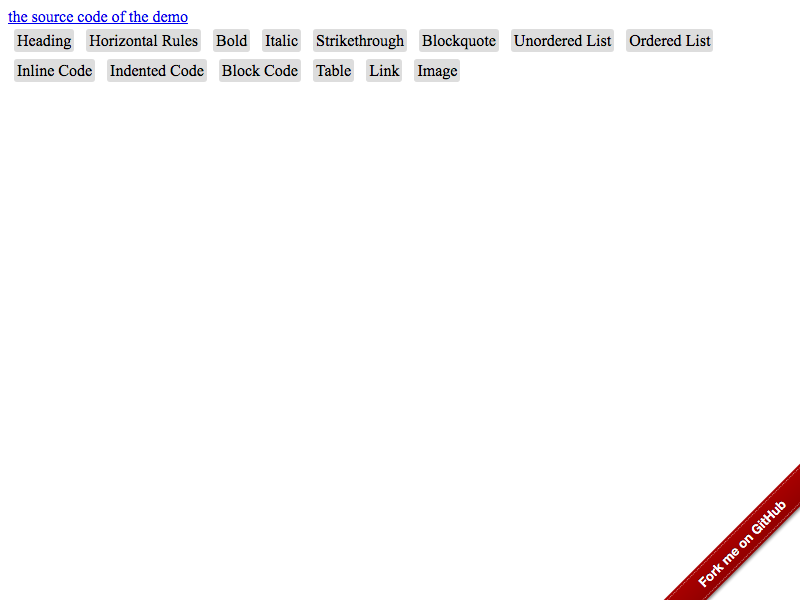 the source code of the demo
Heading Horizontal Rules Bold Italic Strikethrough Blockquote Unordered List Ordered List
Inline Code Indented Code Block Code Table Link Image
Fork me on GitHub